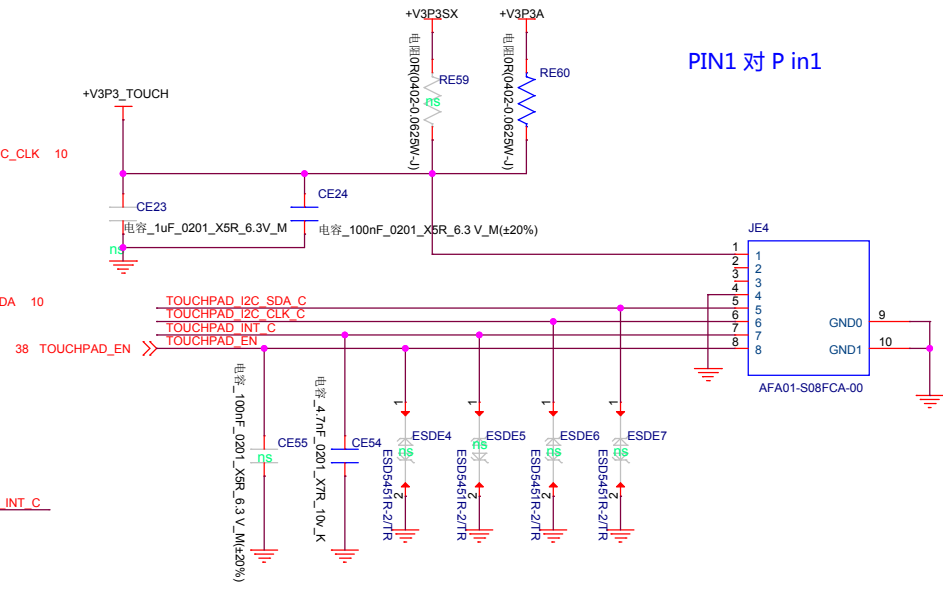 +V3P3SX
+V3P3A
PIN1 对 P in1
电阻0R(0402-0.0625W-J)
RE59
ns
电阻0R(0402-0.0625W-J)
RE60
+V3P3_TOUCH
C_CLK 10
CE23
电容_1uF_0201_X5R_6.3V_M
ns
CE24
电容_100nF_0201_X5R_6.3 V_M(±20%)
JE4
1 1
2 2
3 3
4 4
5 5
6 6
7 7
8 8
GND0 9
GND1 10
AFA01-S08FCA-00
DA 10
TOUCHPAD_I2C_SDA_C
TOUCHPAD_I2C_CLK_C
TOUCHPAD_INT_C
TOUCHPAD_EN
38 TOUCHPAD_EN
电容_100nF_0201_X5R_6.3 V_M(±20%)
CE55
ns
电容_4.7nF_0201_X7R_10v_K
CE54
1
ESDE4
ns
ESD5451R-2/TR
2
1
ESDE5
ns
ESD5451R-2/TR
2
1
ESDE6
ns
ESD5451R-2/TR
2
1
ESDE7
ns
ESD5451R-2/TR
2
_INT_C